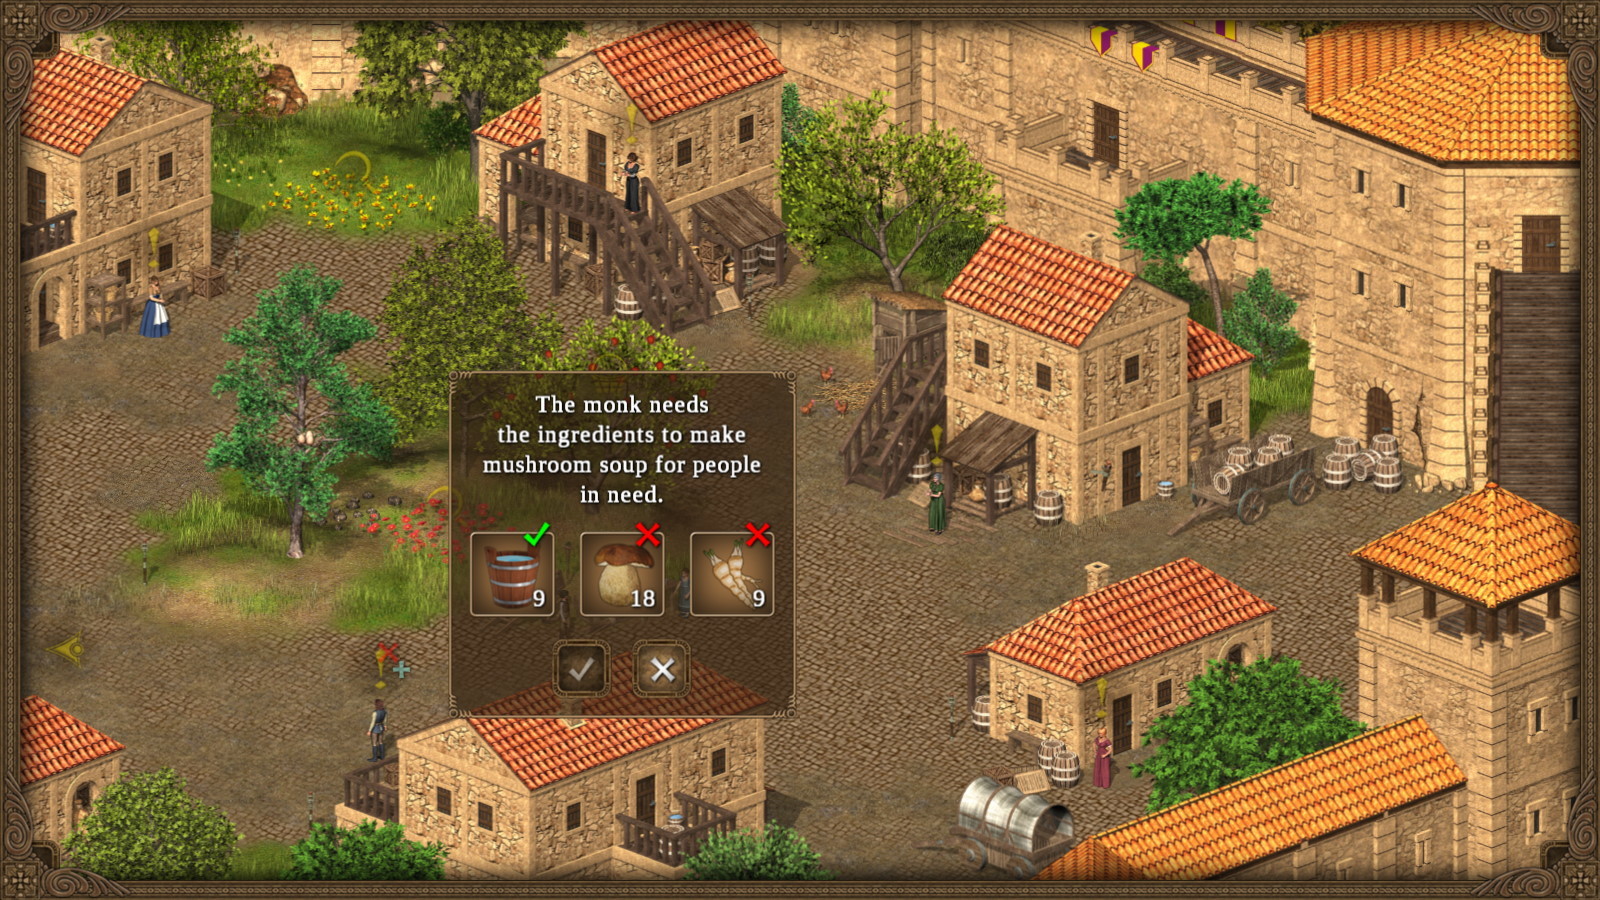 The monk needs
the ingredients to make
mushroom soup for people
in need.
9 18 9